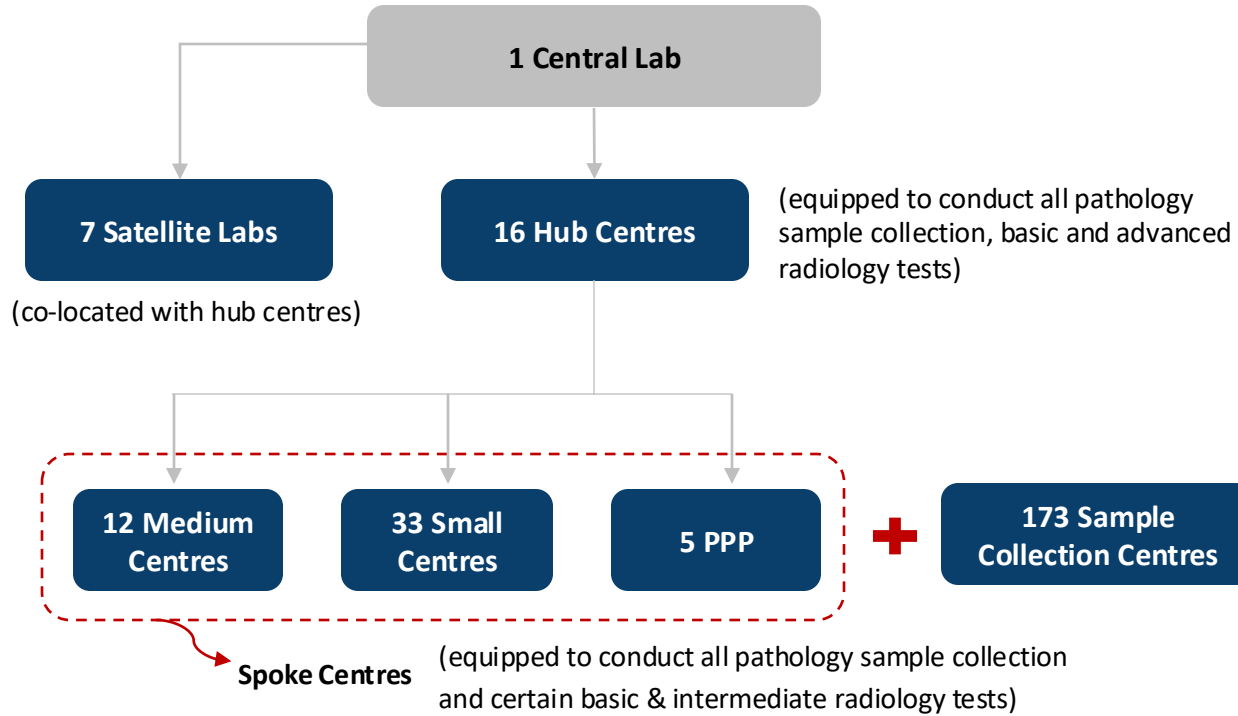 1 Central Lab
7 Satellite Labs
16 Hub Centres
(equipped to conduct all pathology
sample collection, basic and advanced
radiology tests)
(co-located with hub centres)
12 Medium
Centres
33 Small
Centres
5 PPP
173 Sample
Collection Centres
Spoke Centres
(equipped to conduct all pathology sample collection
and certain basic & intermediate radiology tests)